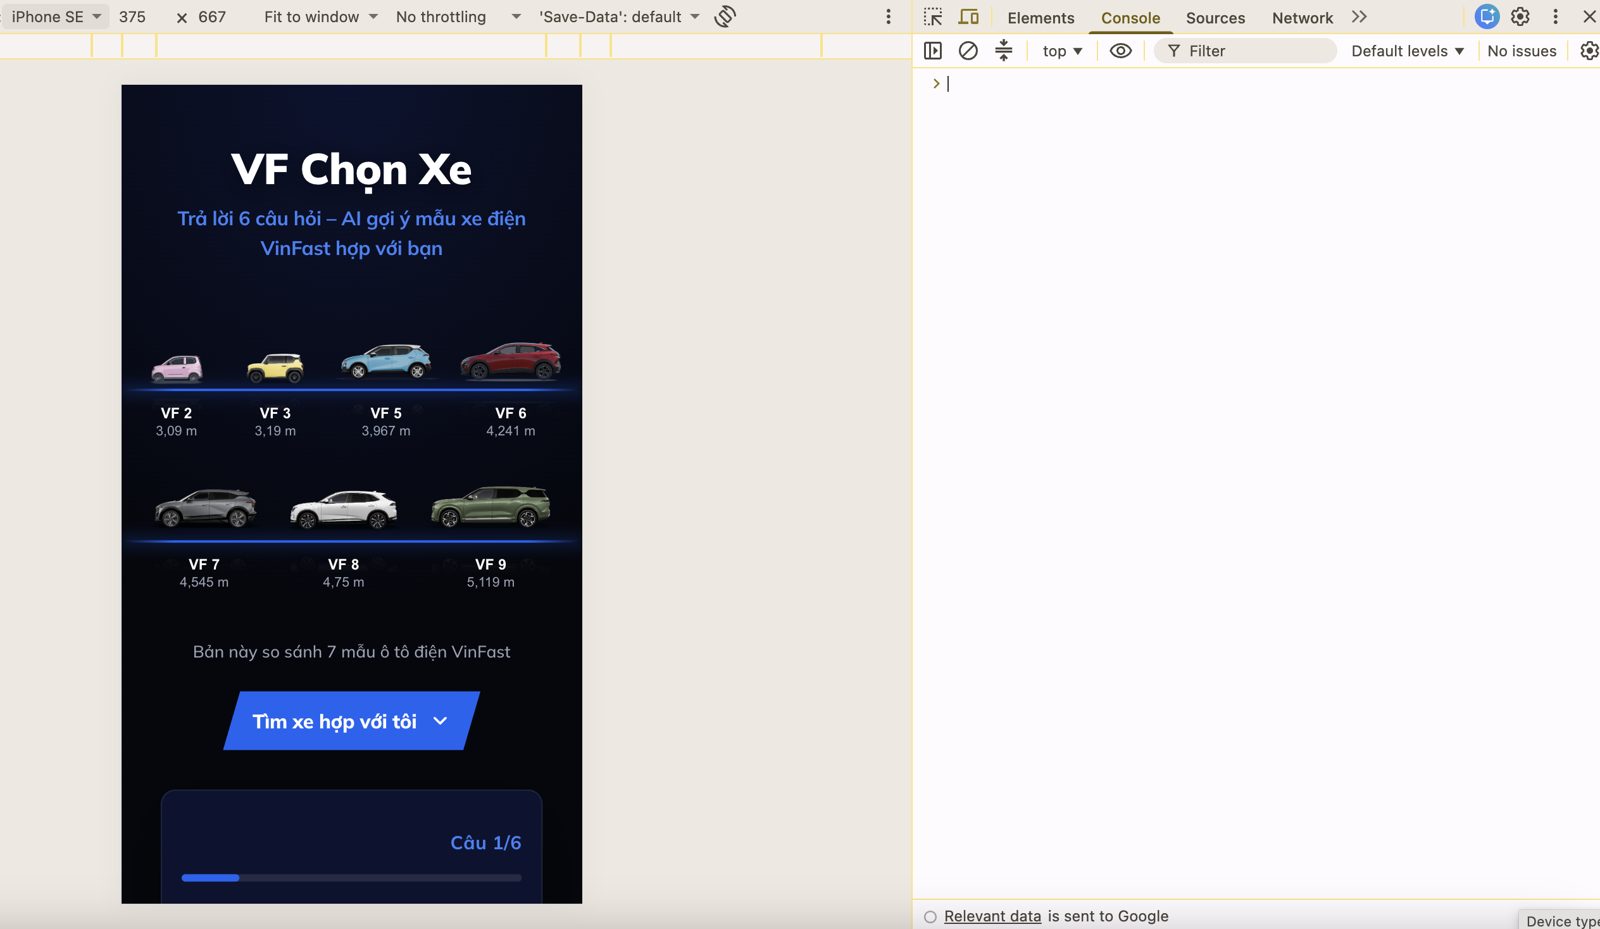 iPhone SE 375 × 667 Fit to window No throttling 'Save-Data': default
Elements Console Sources Network
top Filter Default levels No issues
VF Chọn Xe
Trả lời 6 câu hỏi – AI gợi ý mẫu xe điện
VinFast hợp với bạn
VF 2 VF 3 VF 5 VF 6
3,09 m 3,19 m 3,967 m 4,241 m
VF 7 VF 8 VF 9
4,545 m 4,75 m 5,119 m
Bản này so sánh 7 mẫu ô tô điện VinFast
Tìm xe hợp với tôi
Câu 1/6
Relevant data is sent to Google
Device type